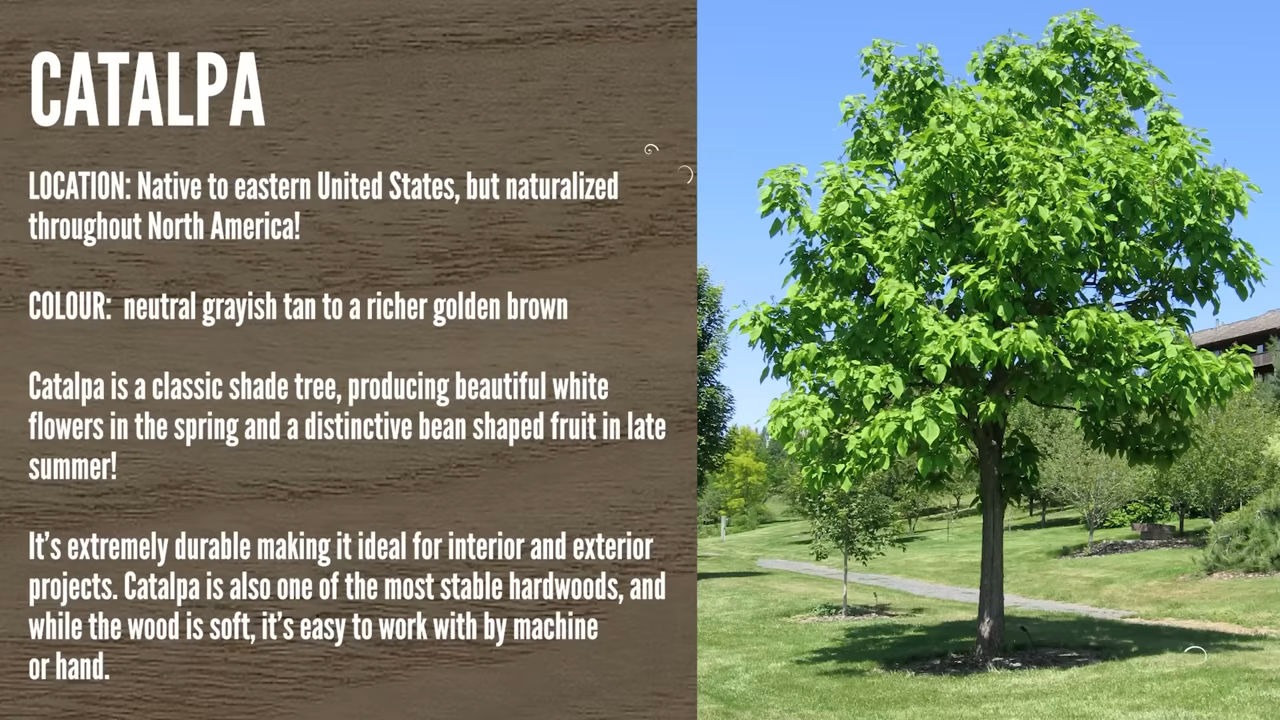 CATALPA
LOCATION: Native to eastern United States, but naturalized
throughout North America!
COLOUR:  neutral grayish tan to a richer golden brown
Catalpa is a classic shade tree, producing beautiful white
flowers in the spring and a distinctive bean shaped fruit in late
summer!
It’s extremely durable making it ideal for interior and exterior
projects. Catalpa is also one of the most stable hardwoods, and
while the wood is soft, it’s easy to work with by machine
or hand.